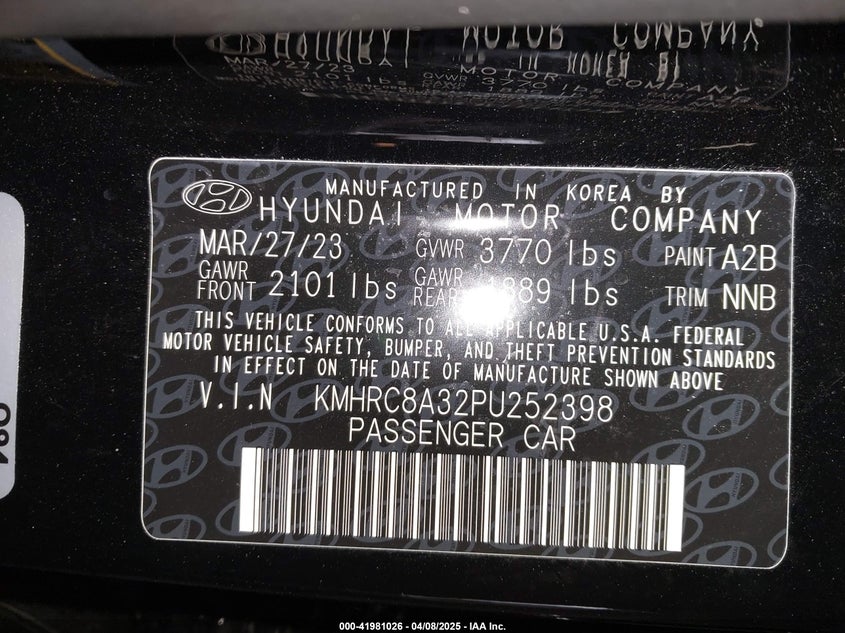 MANUFACTURED IN KOREA BY
HYUNDAI MOTOR COMPANY
MAR/27/23 GVWR 3770 lbs PAINT A2B
GAWR FRONT 2101 lbs GAWR REAR 1889 lbs TRIM NNB
THIS VEHICLE CONFORMS TO ALL APPLICABLE U.S.A. FEDERAL
MOTOR VEHICLE SAFETY, BUMPER, AND THEFT PREVENTION STANDARDS
IN EFFECT ON THE DATE OF MANUFACTURE SHOWN ABOVE
V.I.N KMHRC8A32PU252398
PASSENGER CAR
000-41981026 - 04/08/2025 - IAA Inc.